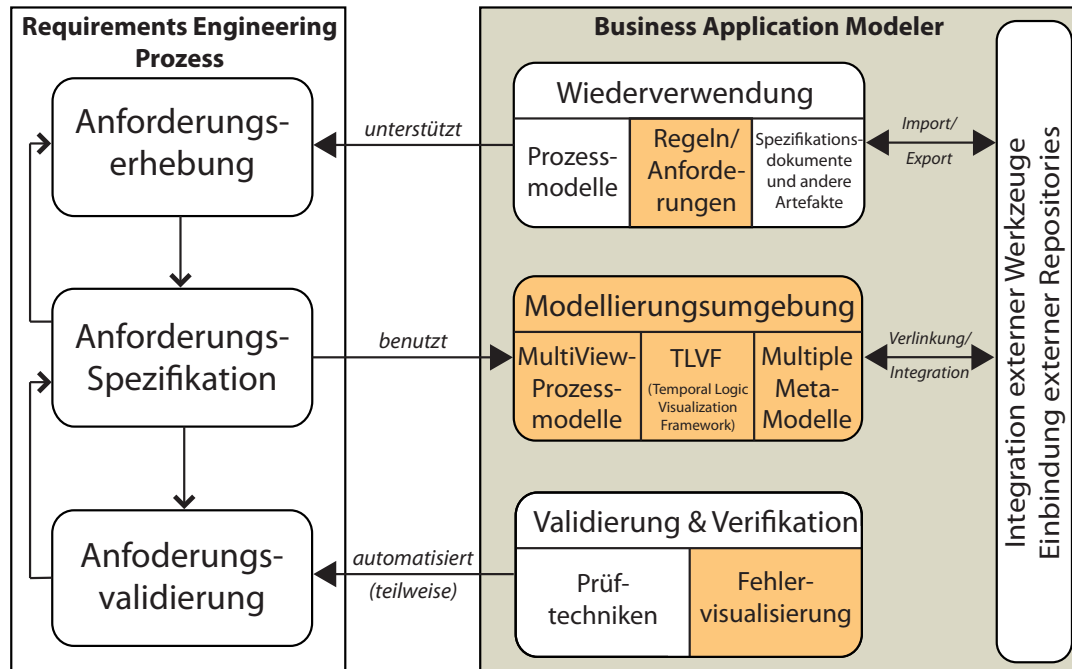 Requirements Engineering
Prozess
Anforderungs-
erhebung
Anforderungs-
Spezifikation
Anfoderungs-
validierung
unterstützt
benutzt
automatisiert
(teilweise)
Business Application Modeler
Wiederverwendung
Prozess-
modelle
Regeln/
Anforde-
rungen
Spezifikations-
dokumente
und andere
Artefakte
Modellierungsumgebung
MultiView-
Prozess-
modelle
TLVF
(Temporal Logic
Visualization
Framework)
Multiple
Meta-
Modelle
Validierung & Verifikation
Prüf-
techniken
Fehler-
visualisierung
Import/
Export
Verlinkung/
Integration
Integration externer Werkzeuge
Einbindung externer Repositories